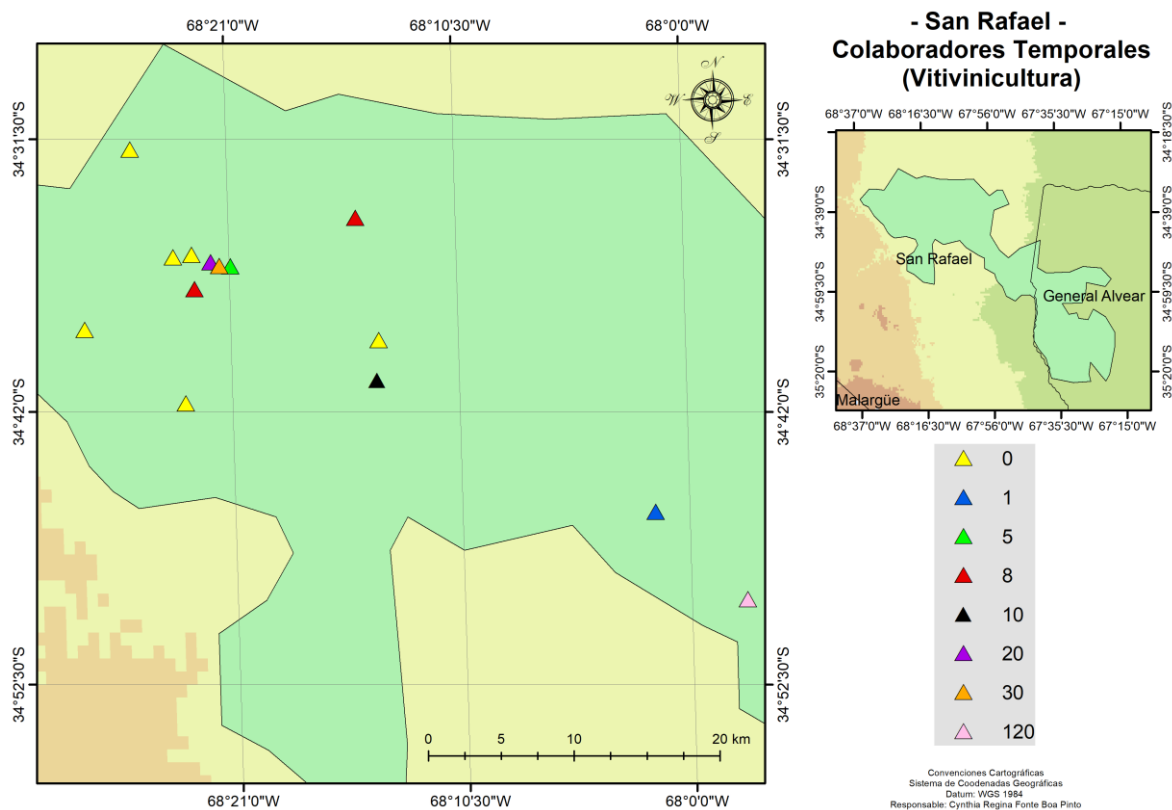 - San Rafael -
Colaboradores Temporales
(Vitivinicultura)
68°21'0"W 68°10'30"W 68°0'0"W
34°31'30"S
34°42'0"S
34°52'30"S
34°31'30"S
34°42'0"S
34°52'30"S
N
W E
S
0 5 10 20 km
68°21'0"W 68°10'30"W 68°0'0"W
68°37'0"W 68°16'30"W 67°56'0"W 67°35'30"W 67°15'0"W
34°18'30"S
34°39'0"S
34°59'30"S
35°20'0"S
34°39'0"S
34°59'30"S
35°20'0"S
San Rafael
General Alvear
Malargüe
68°37'0"W 68°16'30"W 67°56'0"W 67°35'30"W 67°15'0"W
0
1
5
8
10
20
30
120
Convenciones Cartográficas
Sistema de Coodenadas Geográficas
Datum: WGS 1984
Responsable: Cynthia Regina Fonte Boa Pinto